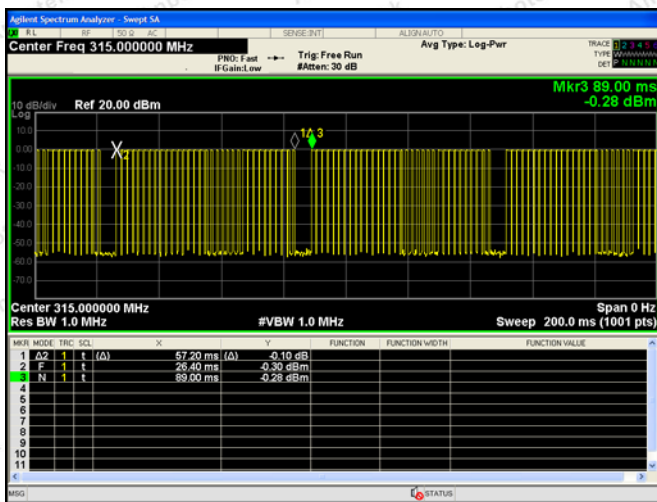 Agilent Spectrum Analyzer - Swept SA
RL RF 50 Ω AC SENSE:INT ALIGNAUTO
Center Freq 315.000000 MHz
PNO: Fast
IFGain:Low
Trig: Free Run
#Atten: 30 dB
Avg Type: Log-Pwr
TRACE 1 2 3 4 5 6
TYPE
DET P N N N N N
Mkr3 89.00 ms
-0.28 dBm
10 dB/div Ref 20.00 dBm
Log
10.0
0.00
-10.0
-20.0
-30.0
-40.0
-50.0
-60.0
-70.0
2
1Δ 3
Center 315.000000 MHz Span 0 Hz
Res BW 1.0 MHz #VBW 1.0 MHz Sweep 200.0 ms (1001 pts)
MKR MODE TRC SCL X Y FUNCTION FUNCTION WIDTH FUNCTION VALUE
1 Δ2 1 t (Δ) 57.20 ms (Δ) -0.10 dB
2 F 1 t 26.40 ms -0.30 dBm
3 N 1 t 89.00 ms -0.28 dBm
4
5
6
7
8
9
10
11
MSG STATUS